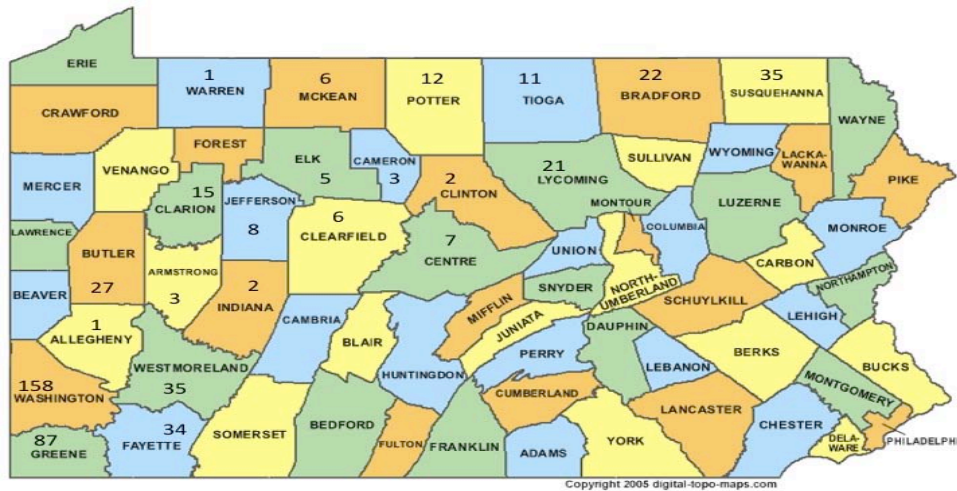 ERIE
1
WARREN
6
MCKEAN
12
POTTER
11
TIOGA
22
BRADFORD
35
SUSQUEHANNA
WAYNE
CRAWFORD
FOREST
ELK
5
CAMERON
3
2
CLINTON
21
LYCOMING
SULLIVAN
WYOMING
LACKA-
WANNA
PIKE
MERCER
VENANGO
15
CLARION
JEFFERSON
8
6
CLEARFIELD
7
CENTRE
MONTOUR
COLUMBIA
LUZERNE
MONROE
LAWRENCE
BUTLER
27
ARMSTRONG
3
2
INDIANA
UNION
SNYDER
NORTH-
UMBERLAND
CARBON
NORTHAMPTON
BEAVER
1
ALLEGHENY
CAMBRIA
BLAIR
HUNTINGDON
MIFFLIN
JUNIATA
PERRY
DAUPHIN
SCHUYLKILL
LEHIGH
158
WASHINGTON
WESTMORELAND
35
CUMBERLAND
LEBANON
BERKS
BUCKS
MONTGOMERY
87
GREENE
34
FAYETTE
SOMERSET
BEDFORD
FULTON
FRANKLIN
ADAMS
YORK
LANCASTER
CHESTER
DELA-
WARE
PHILADELPHI
Copyright 2005 digital-topo-maps.com